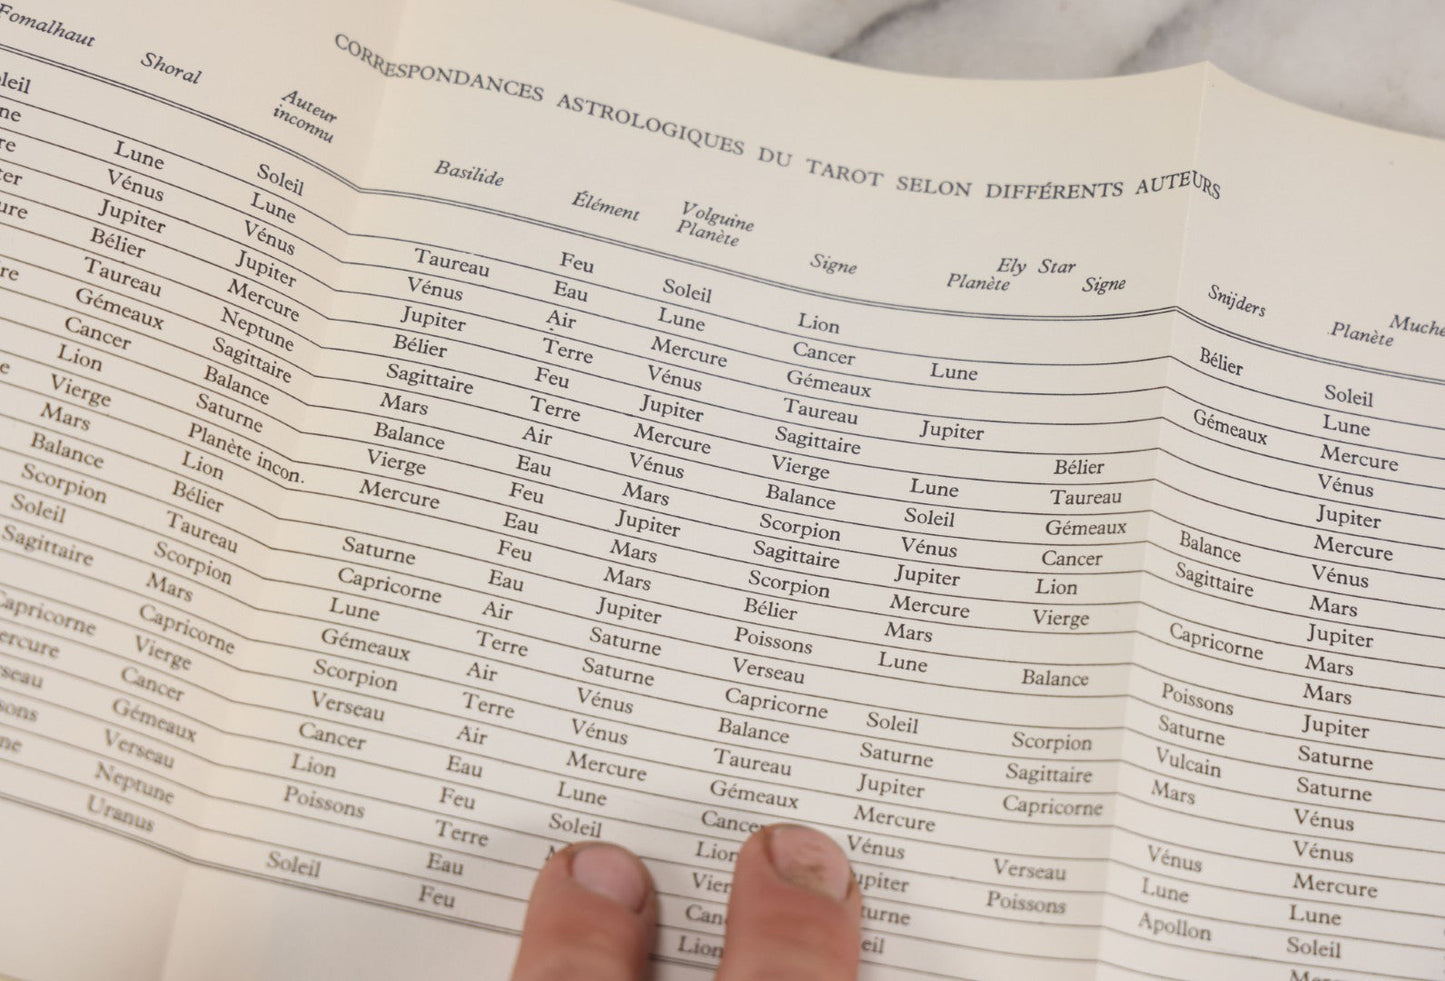 Fomalhaut Shoral Auteur inconnu
CORRESPONDANCES ASTROLOGIQUES DU TAROT SELON DIFFÉRENTS AUTEURS
Basilide Élément Volguine Planète Signe Ely Star Planète Signe Snijders Planète
Soleil Taureau Feu Soleil Lion Bélier Soleil
Lune Lune Vénus Eau Lune Cancer Lune Lune
Vénus Vénus Jupiter Air Mercure Gémeaux Gémeaux Mercure
Jupiter Jupiter Bélier Terre Vénus Taureau Jupiter Vénus
Bélier Mercure Sagittaire Feu Jupiter Sagittaire Bélier Jupiter
Taureau Neptune Mars Terre Mercure Vierge Lune Taureau Mercure
Gémeaux Sagittaire Balance Air Vénus Balance Soleil Gémeaux Balance Vénus
Cancer Balance Vierge Eau Mars Scorpion Vénus Cancer Sagittaire Mars
Lion Saturne Mercure Feu Jupiter Sagittaire Jupiter Lion Jupiter
Vierge Planète incon. Eau Mars Scorpion Mercure Vierge Capricorne Mars
Mars Lion Saturne Feu Mars Bélier Mars Mars
Balance Bélier Capricorne Eau Jupiter Poissons Lune Balance Poissons Jupiter
Scorpion Taureau Lune Air Saturne Verseau Saturne Saturne
Soleil Scorpion Gémeaux Terre Saturne Capricorne Soleil Scorpion Vulcain Saturne
Sagittaire Mars Scorpion Air Vénus Balance Saturne Sagittaire Mars Vénus
Capricorne Verseau Terre Vénus Taureau Jupiter Capricorne Vénus
Capricorne Vierge Cancer Air Mercure Gémeaux Mercure Vénus Mercure
Cancer Lion Eau Lune Cancer Vénus Verseau Lune Lune
Gémeaux Poissons Feu Soleil Lion Jupiter Poissons Apollon Soleil
Verseau Terre
Neptune Soleil Eau
Uranus Feu Lion